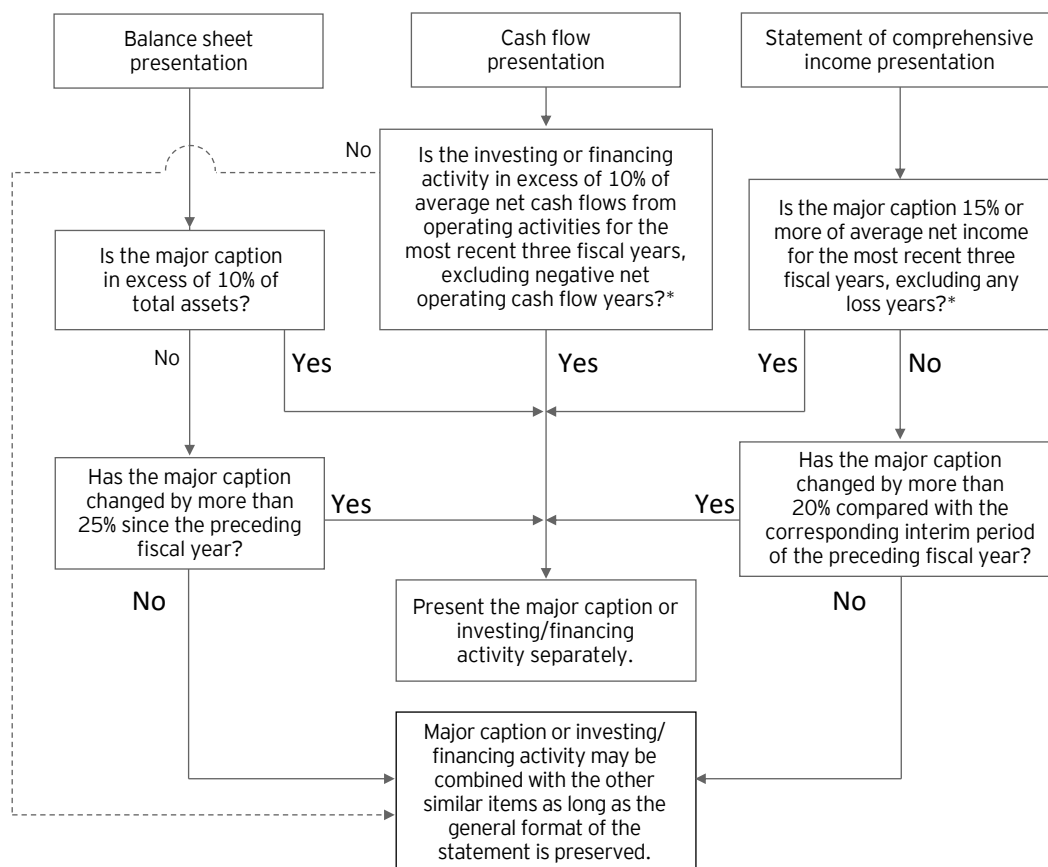 Balance sheet
presentation
Cash flow
presentation
Statement of comprehensive
income presentation
No
Is the investing or financing
activity in excess of 10% of
average net cash flows from
operating activities for the
most recent three fiscal years,
excluding negative net
operating cash flow years?*
Is the major caption
in excess of 10% of
total assets?
Is the major caption 15% or
more of average net income
for the most recent three
fiscal years, excluding any
loss years?*
No
Yes
Yes
Yes
No
Has the major caption
changed by more than
25% since the preceding
fiscal year?
Yes
Yes
Has the major caption
changed by more than
20% compared with the
corresponding interim period
of the preceding fiscal year?
No
No
Present the major caption or
investing/financing
activity separately.
Major caption or investing/
financing activity may be
combined with the other
similar items as long as the
general format of the
statement is preserved.